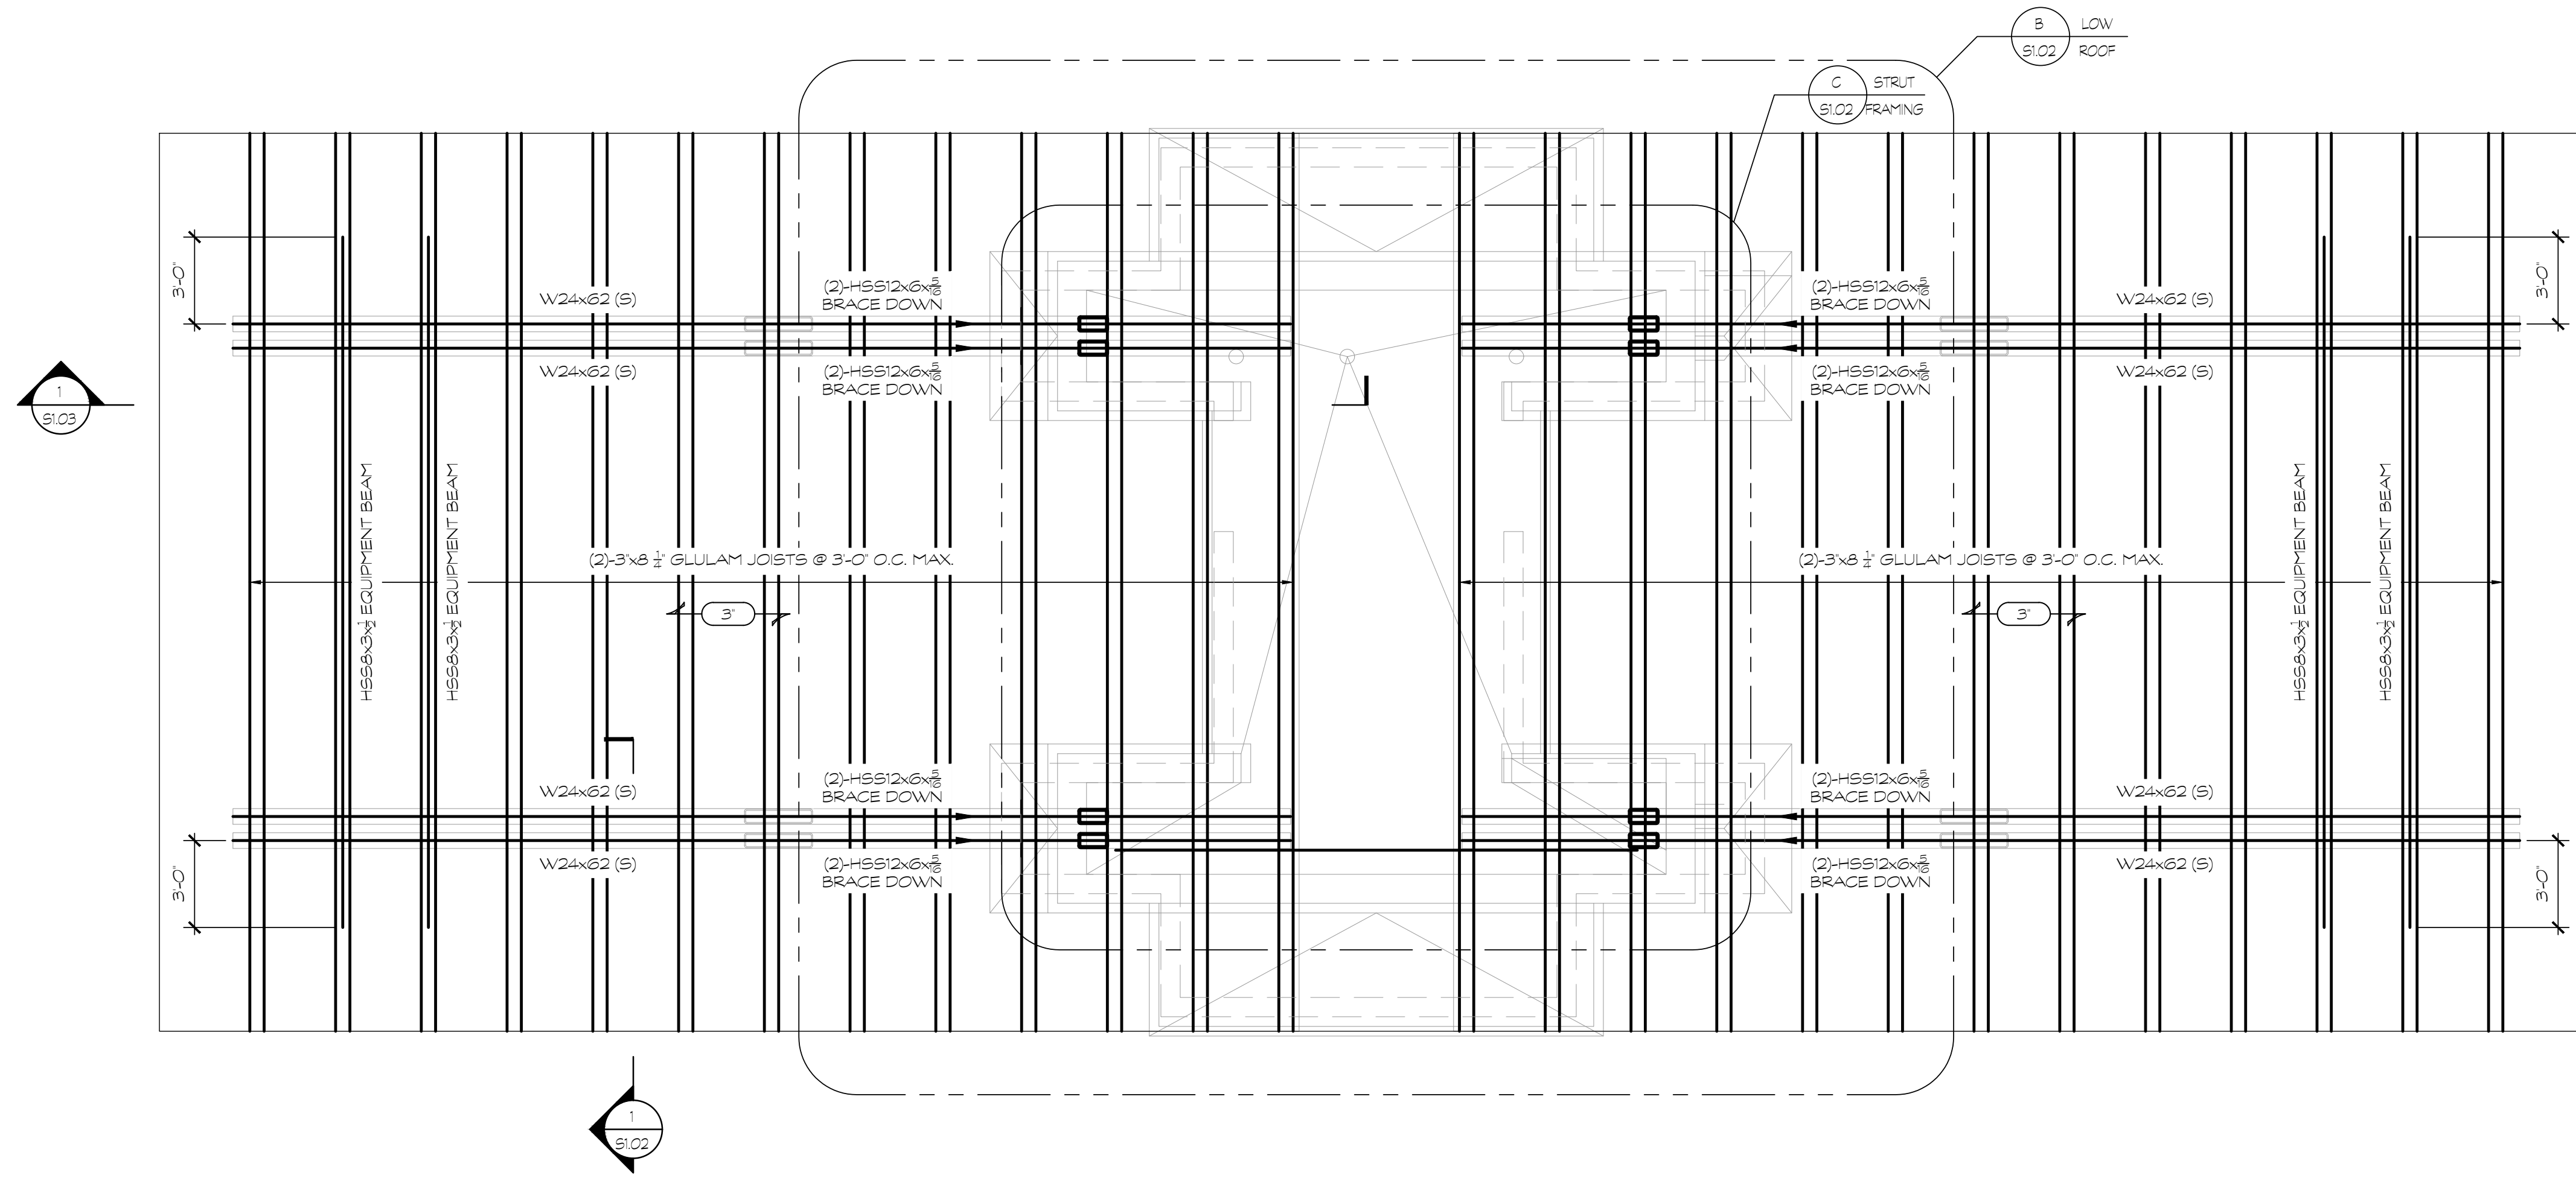 B LOW
S1.02 ROOF
C STRUT
S1.02 FRAMING
3'-0"
W24x62 (S)
(2)-HSS12x6x5/16
BRACE DOWN
(2)-HSS12x6x5/16
BRACE DOWN
W24x62 (S)
3'-0"
W24x62 (S)
(2)-HSS12x6x5/16
BRACE DOWN
(2)-HSS12x6x5/16
BRACE DOWN
W24x62 (S)
1
S1.03
HSS8x3x1/2 EQUIPMENT BEAM
HSS8x3x1/2 EQUIPMENT BEAM
(2)-3"x8 1/4" GLULAM JOISTS @ 3'-0" O.C. MAX.
3"
(2)-3"x8 1/4" GLULAM JOISTS @ 3'-0" O.C. MAX.
3"
HSS8x3x1/2 EQUIPMENT BEAM
HSS8x3x1/2 EQUIPMENT BEAM
W24x62 (S)
(2)-HSS12x6x5/16
BRACE DOWN
(2)-HSS12x6x5/16
BRACE DOWN
W24x62 (S)
3'-0"
W24x62 (S)
(2)-HSS12x6x5/16
BRACE DOWN
(2)-HSS12x6x5/16
BRACE DOWN
W24x62 (S)
3'-0"
1
S1.02